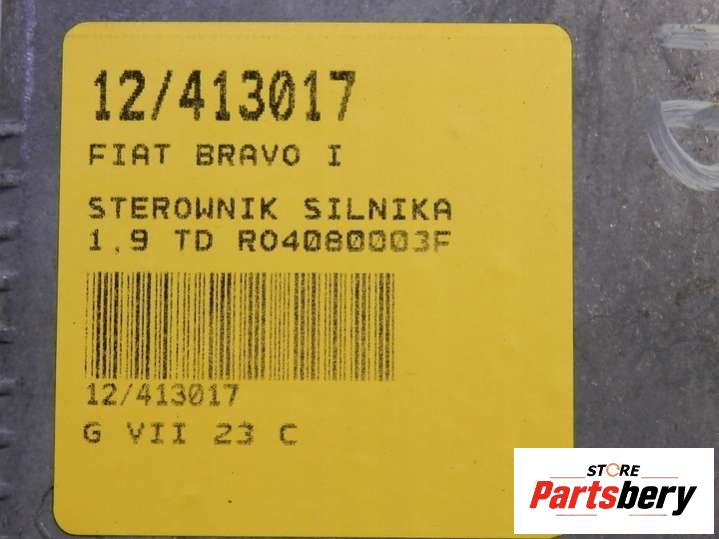 12/413017
FIAT BRAVO I
STEROWNIK SILNIKA
1,9 TD R04080003F
12/413017
G VII 23 C
STORE
Partsbery